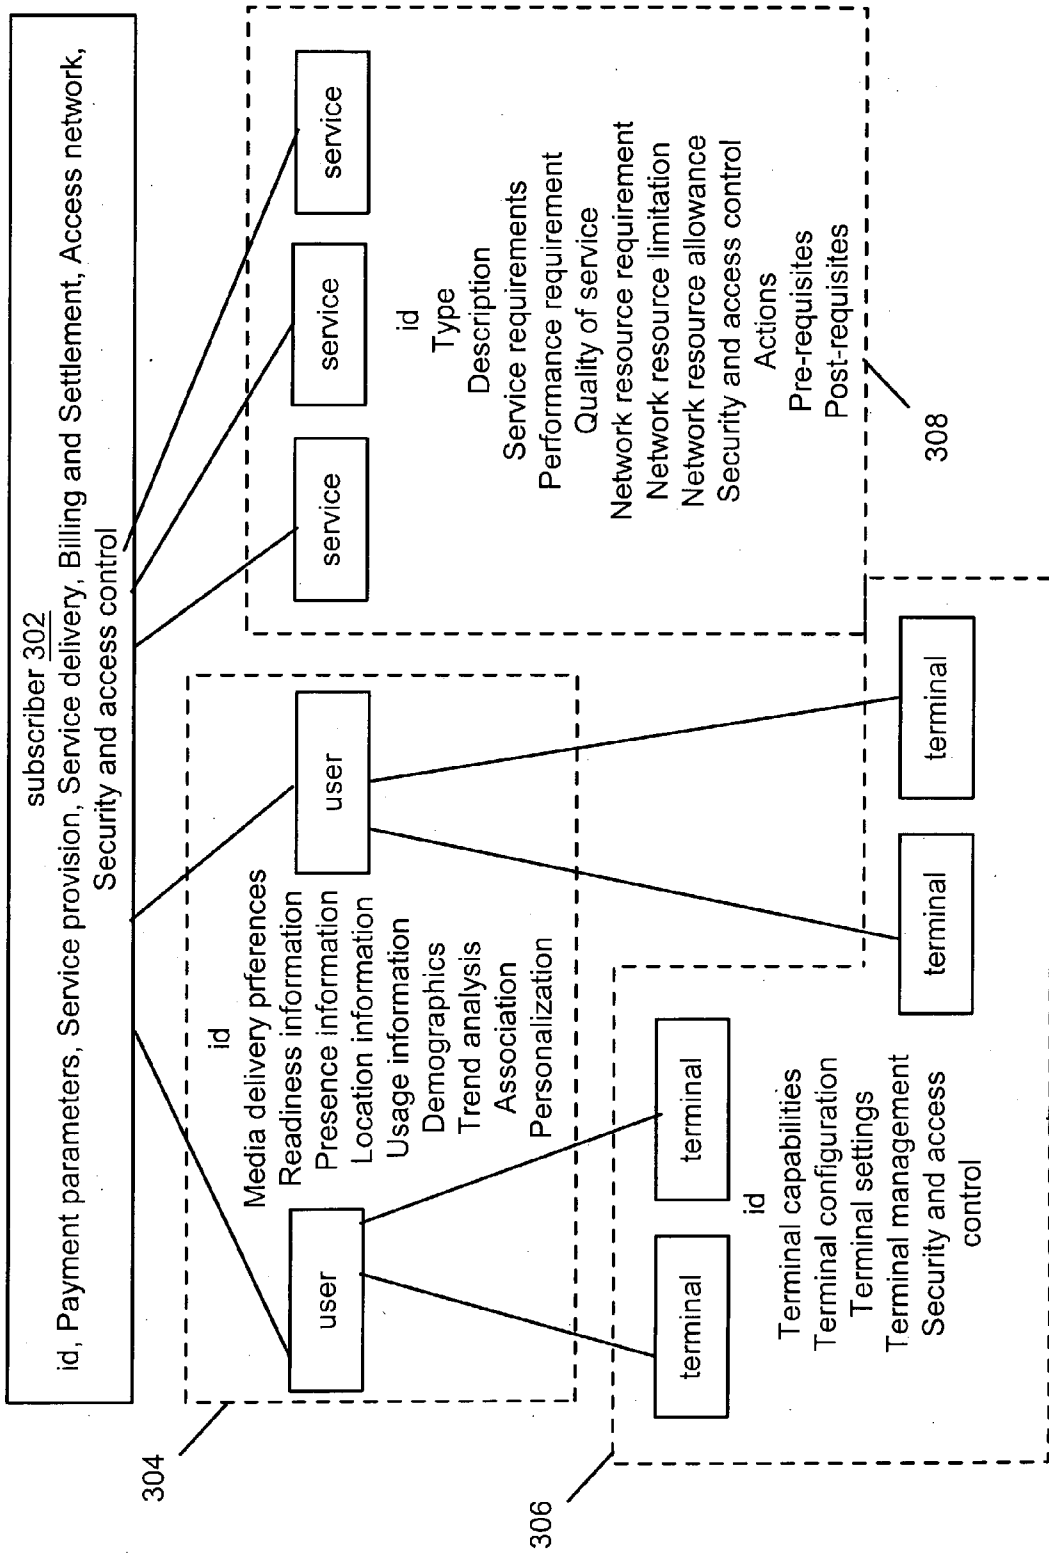 subscriber 302
id, Payment parameters, Service provision, Service delivery, Billing and Settlement, Access network,
Security and access control
304
user
id
Media delivery prferences
Readiness information
Presence information
Location information
Usage information
Demographics
Trend analysis
Association
Personalization
user
service
service
service
id
Type
Description
Service requirements
Performance requirement
Quality of service
Network resource requirement
Network resource limitation
Network resource allowance
Security and access control
Actions
Pre-requisites
Post-requisites
308
306
terminal
terminal
id
Terminal capabilities
Terminal configuration
Terminal settings
Terminal management
Security and access
control
terminal
terminal